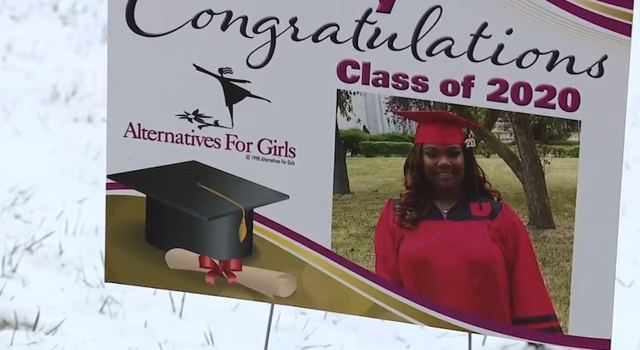 Congratulations
Class of 2020
Alternatives For Girls
© 1998 Alternatives For Girls
20
U